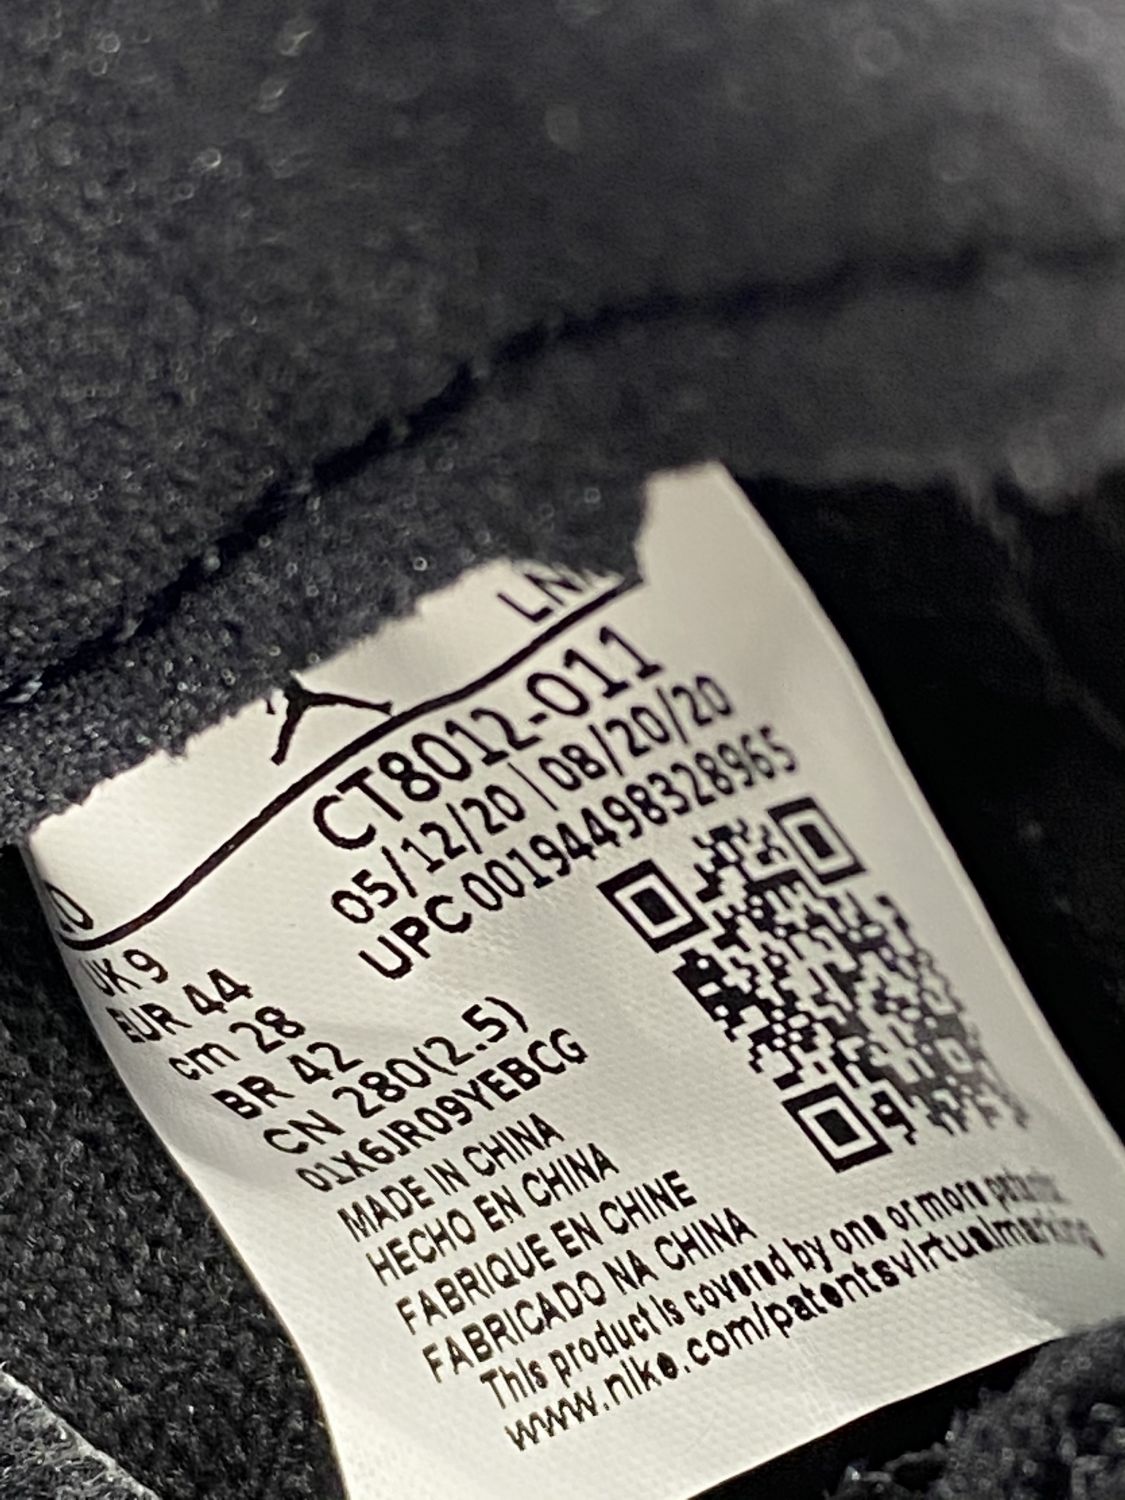 LN
CT8012-011
05/12/20 | 08/20/20
UPC 00194498328965
UK 9
EUR 44
cm 28
BR 42
CN 280(2.5)
01X6JR09YEBCG
MADE IN CHINA
HECHO EN CHINA
FABRIQUE EN CHINE
FABRICADO NA CHINA
This product is covered by one or more patents.
www.nike.com/patentsvirtualmarking